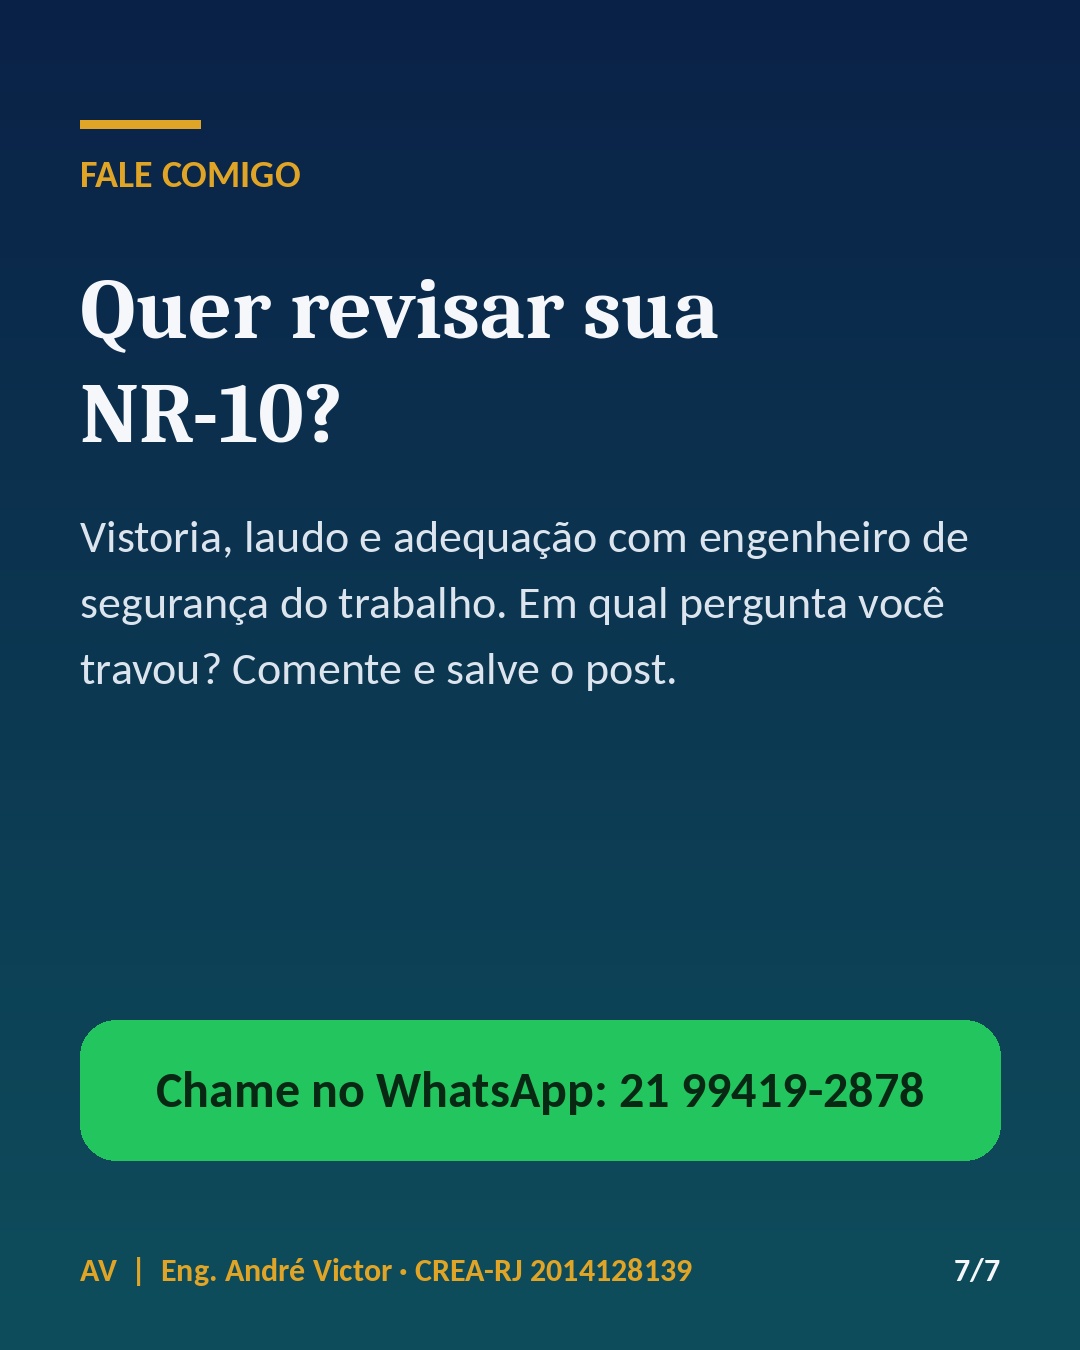 FALE COMIGO
Quer revisar sua
NR-10?
Vistoria, laudo e adequação com engenheiro de
segurança do trabalho. Em qual pergunta você
travou? Comente e salve o post.
Chame no WhatsApp: 21 99419-2878
AV | Eng. André Victor · CREA-RJ 2014128139
7/7